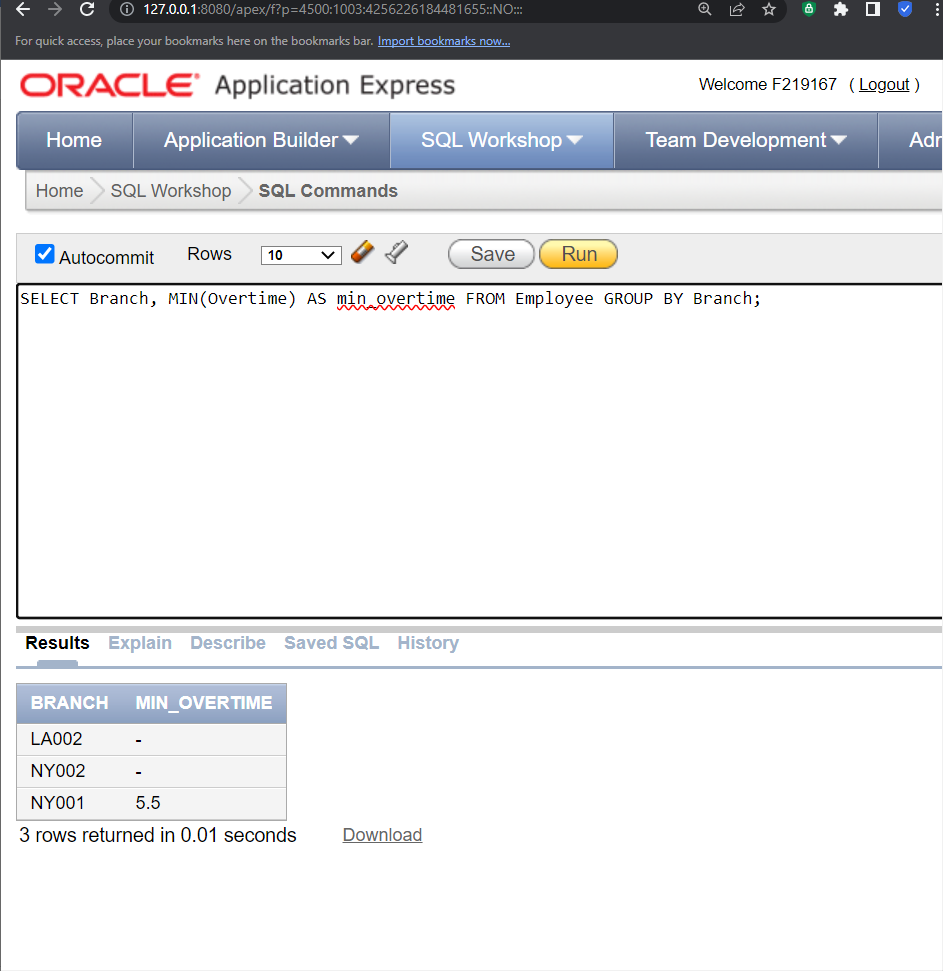 127.0.0.1:8080/apex/f?p=4500:1003:4256226184481655::NO:::
For quick access, place your bookmarks here on the bookmarks bar. Import bookmarks now...
ORACLE® Application Express
Welcome F219167 ( Logout )
Home Application Builder SQL Workshop Team Development Adr
Home SQL Workshop SQL Commands
Autocommit Rows 10 Save Run
SELECT Branch, MIN(Overtime) AS min_overtime FROM Employee GROUP BY Branch;
Results Explain Describe Saved SQL History
BRANCH MIN_OVERTIME
LA002 -
NY002 -
NY001 5.5
3 rows returned in 0.01 seconds Download